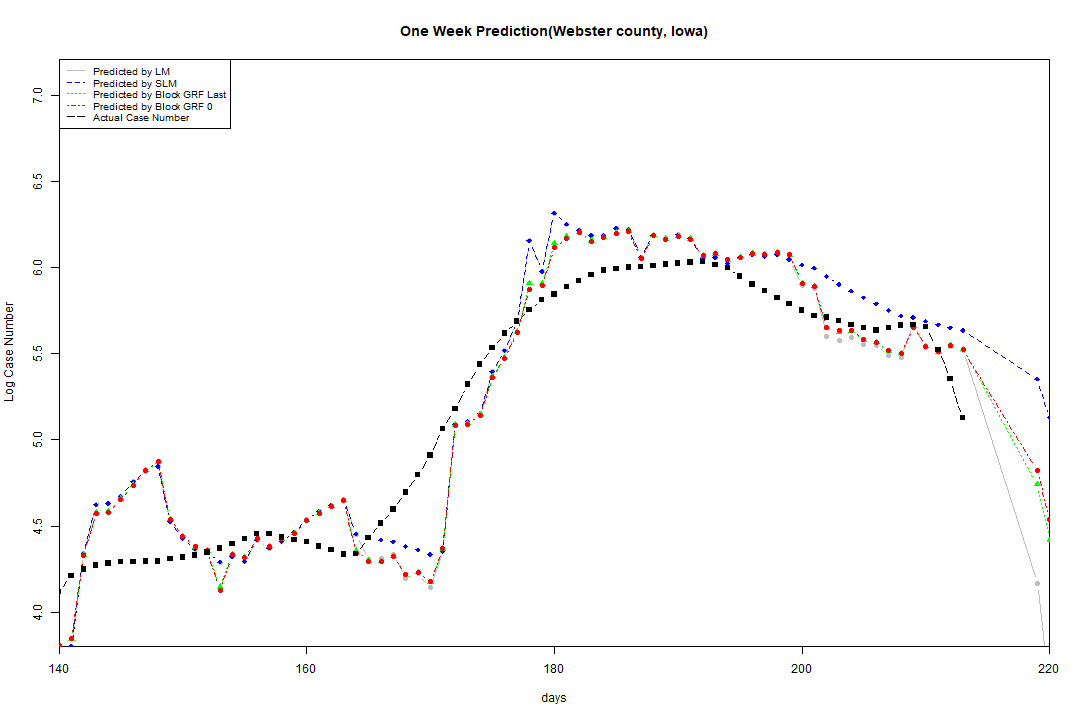 One Week Prediction(Webster county, Iowa)
Predicted by LM
Predicted by SLM
Predicted by Block GRF Last
Predicted by Block GRF 0
Actual Case Number
7.0
6.5
6.0
5.5
5.0
4.5
4.0
Log Case Number
140 160 180 200 220
days